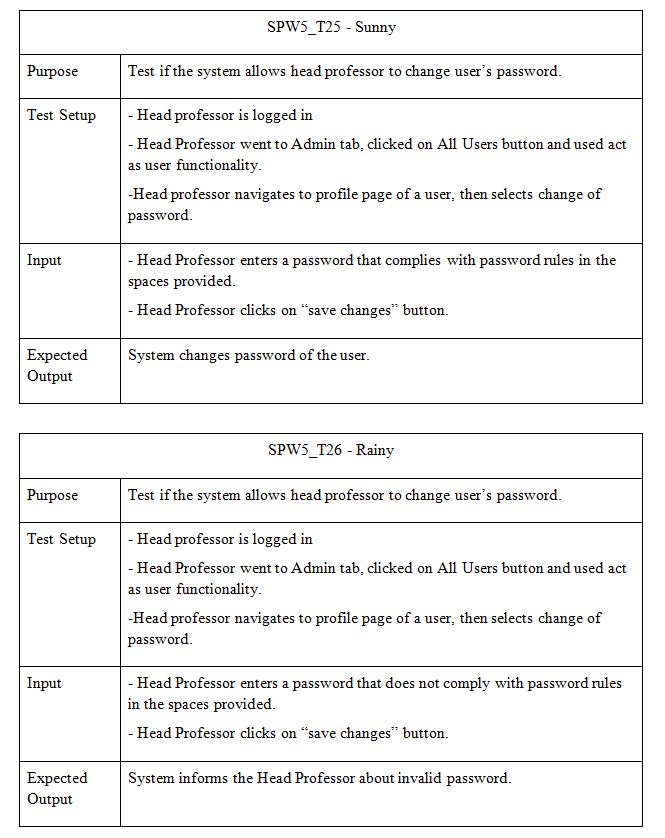 SPW5_T25 - Sunny
Purpose
Test if the system allows head professor to change user's password.
Test Setup
- Head professor is logged in
- Head Professor went to Admin tab, clicked on All Users button and used act
as user functionality.
-Head professor navigates to profile page of a user, then selects change of
password.
Input
- Head Professor enters a password that complies with password rules in the
spaces provided.
- Head Professor clicks on “save changes” button.
Expected
Output
System changes password of the user.
SPW5_T26 - Rainy
Purpose
Test if the system allows head professor to change user's password.
Test Setup
- Head professor is logged in
- Head Professor went to Admin tab, clicked on All Users button and used act
as user functionality.
-Head professor navigates to profile page of a user, then selects change of
password.
Input
- Head Professor enters a password that does not comply with password rules
in the spaces provided.
- Head Professor clicks on “save changes” button.
Expected
Output
System informs the Head Professor about invalid password.